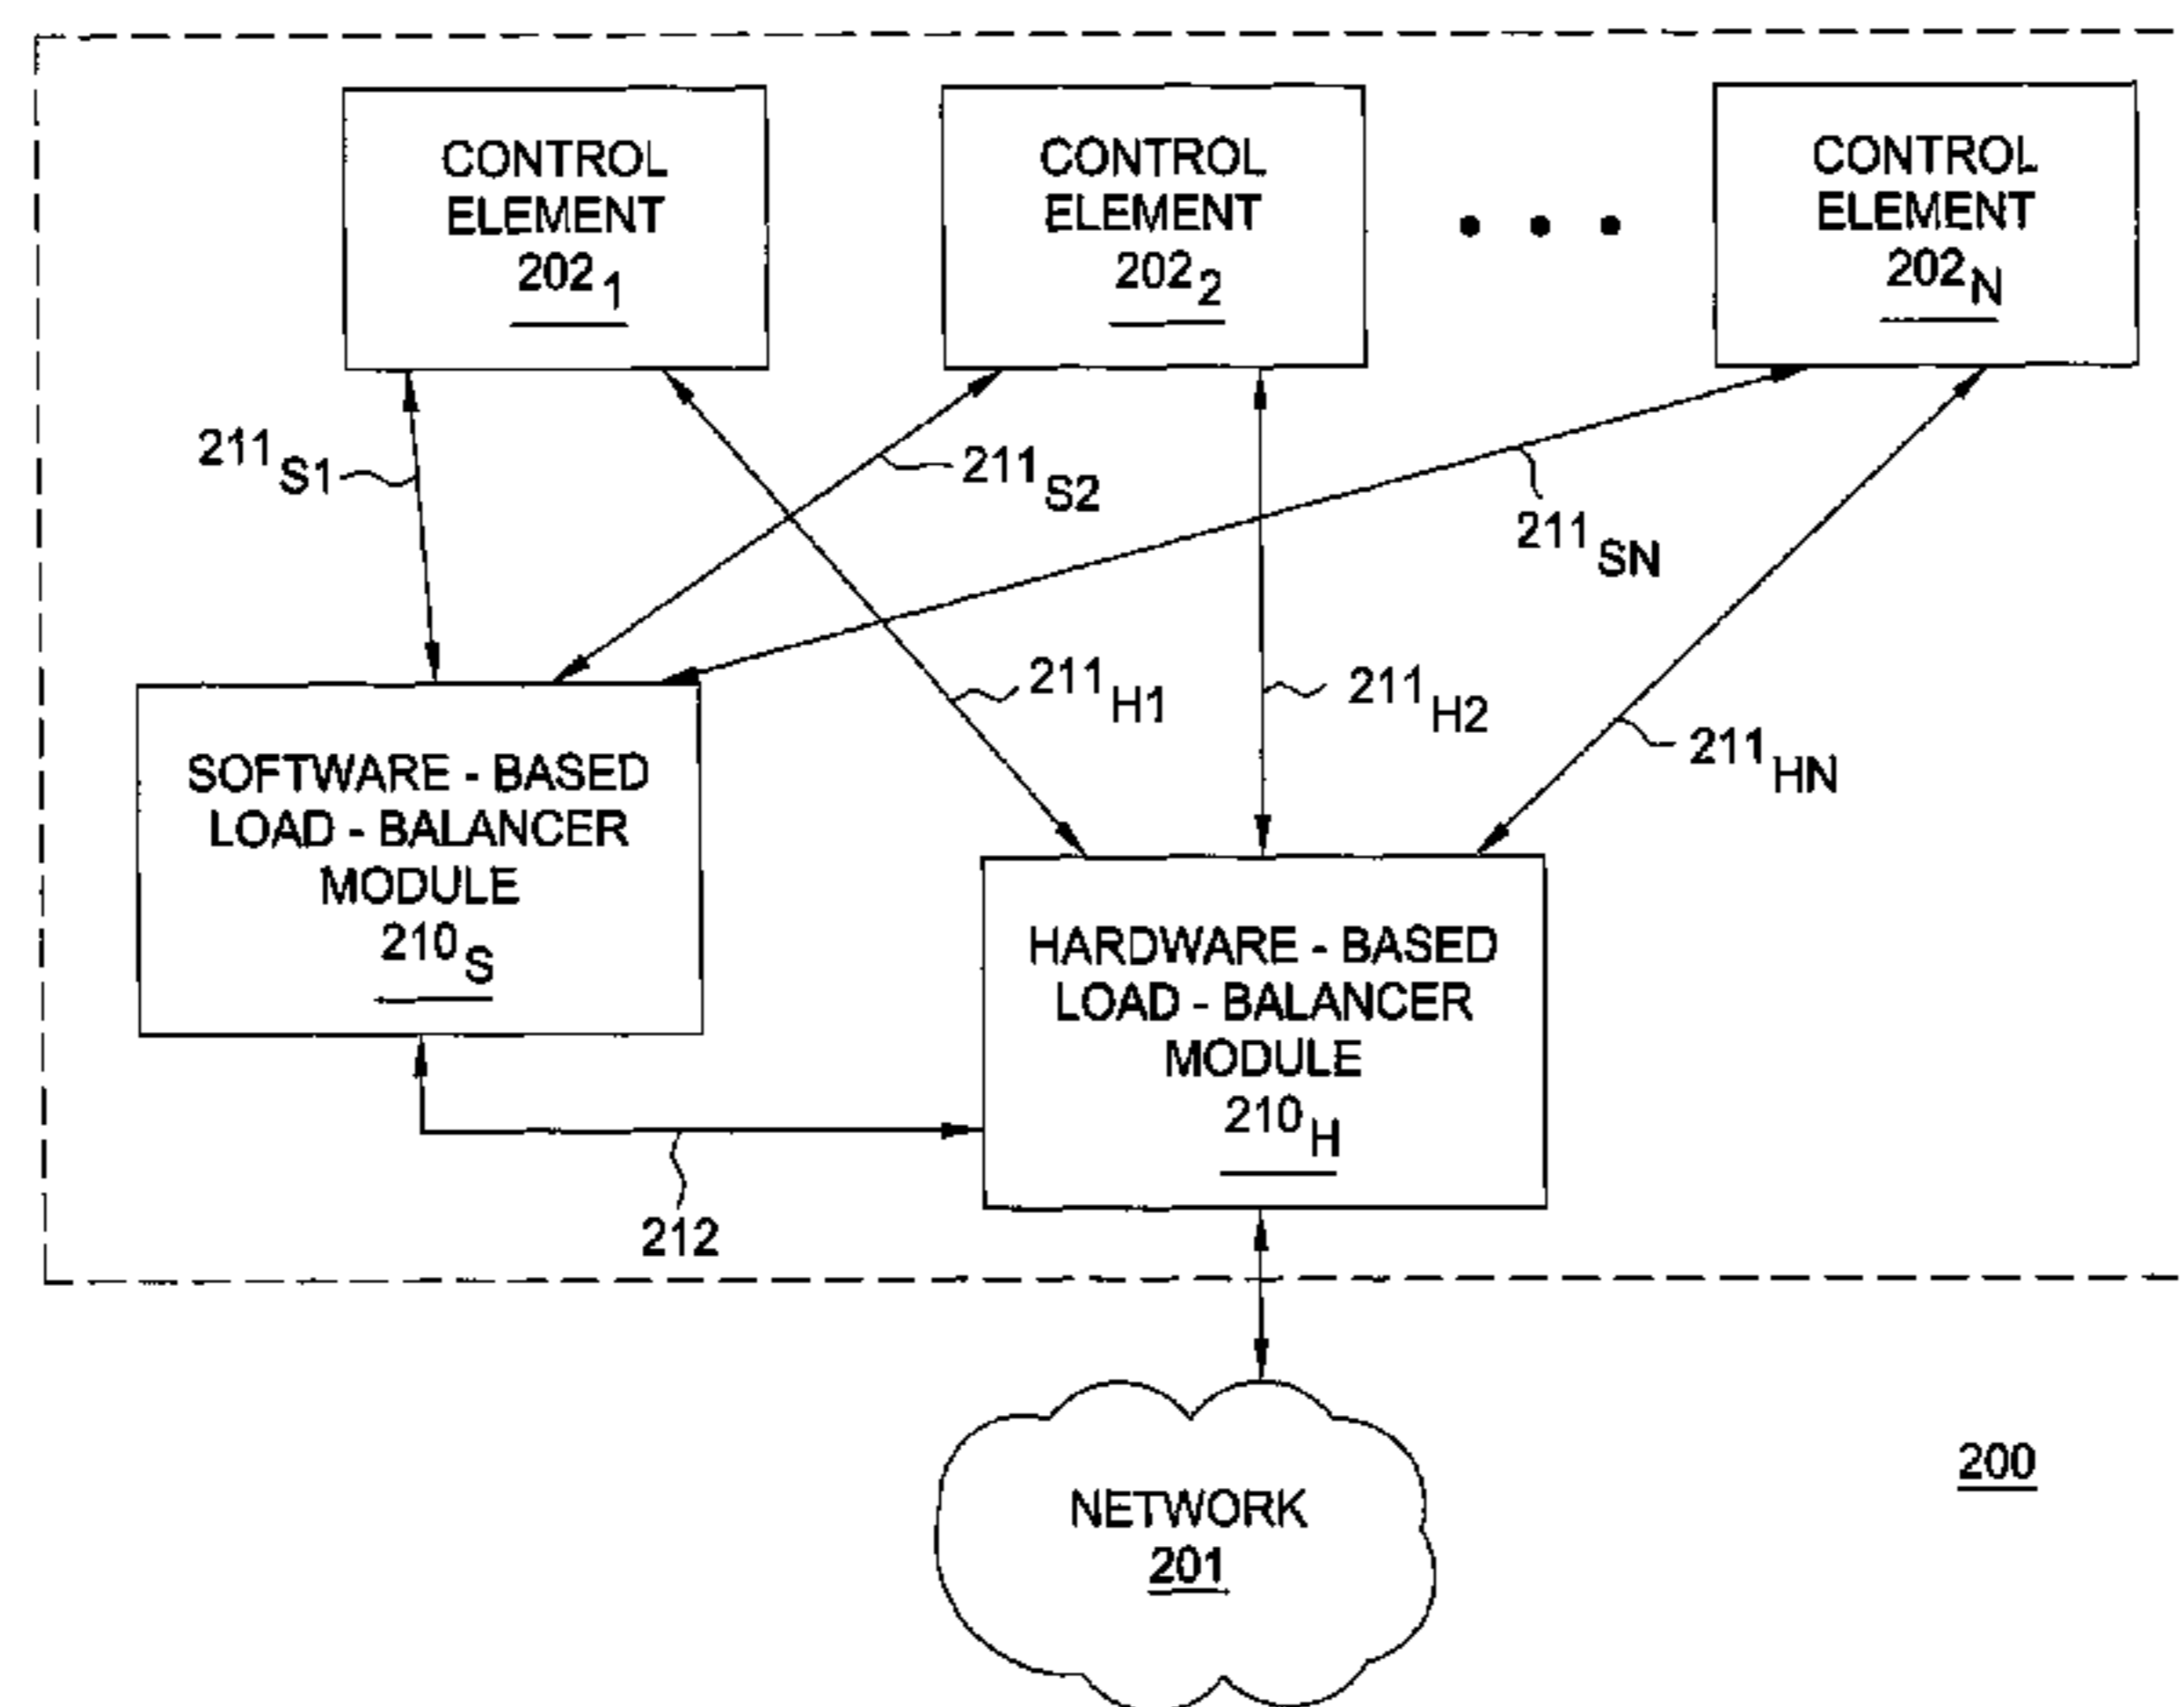 CONTROL
ELEMENT
202 1
CONTROL
ELEMENT
202 2
CONTROL
ELEMENT
202 N
211 S1
211 S2
211 SN
211 H1
211 H2
211 HN
SOFTWARE - BASED
LOAD - BALANCER
MODULE
210 S
HARDWARE - BASED
LOAD - BALANCER
MODULE
210 H
212
NETWORK
201
200